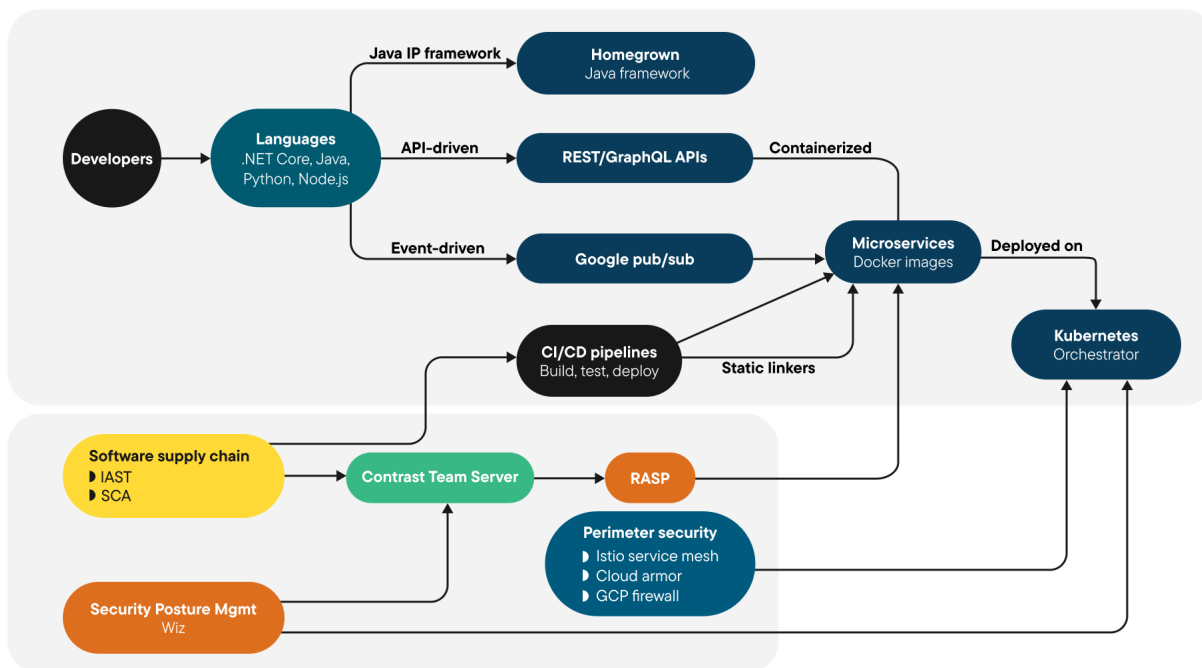 Java IP framework
Homegrown
Java framework
Developers
Languages
.NET Core, Java,
Python, Node.js
API-driven
REST/GraphQL APIs
Containerized
Event-driven
Google pub/sub
Microservices
Docker images
Deployed on
Kubernetes
Orchestrator
CI/CD pipelines
Build, test, deploy
Static linkers
Software supply chain
IAST
SCA
Contrast Team Server
RASP
Perimeter security
Istio service mesh
Cloud armor
GCP firewall
Security Posture Mgmt
Wiz